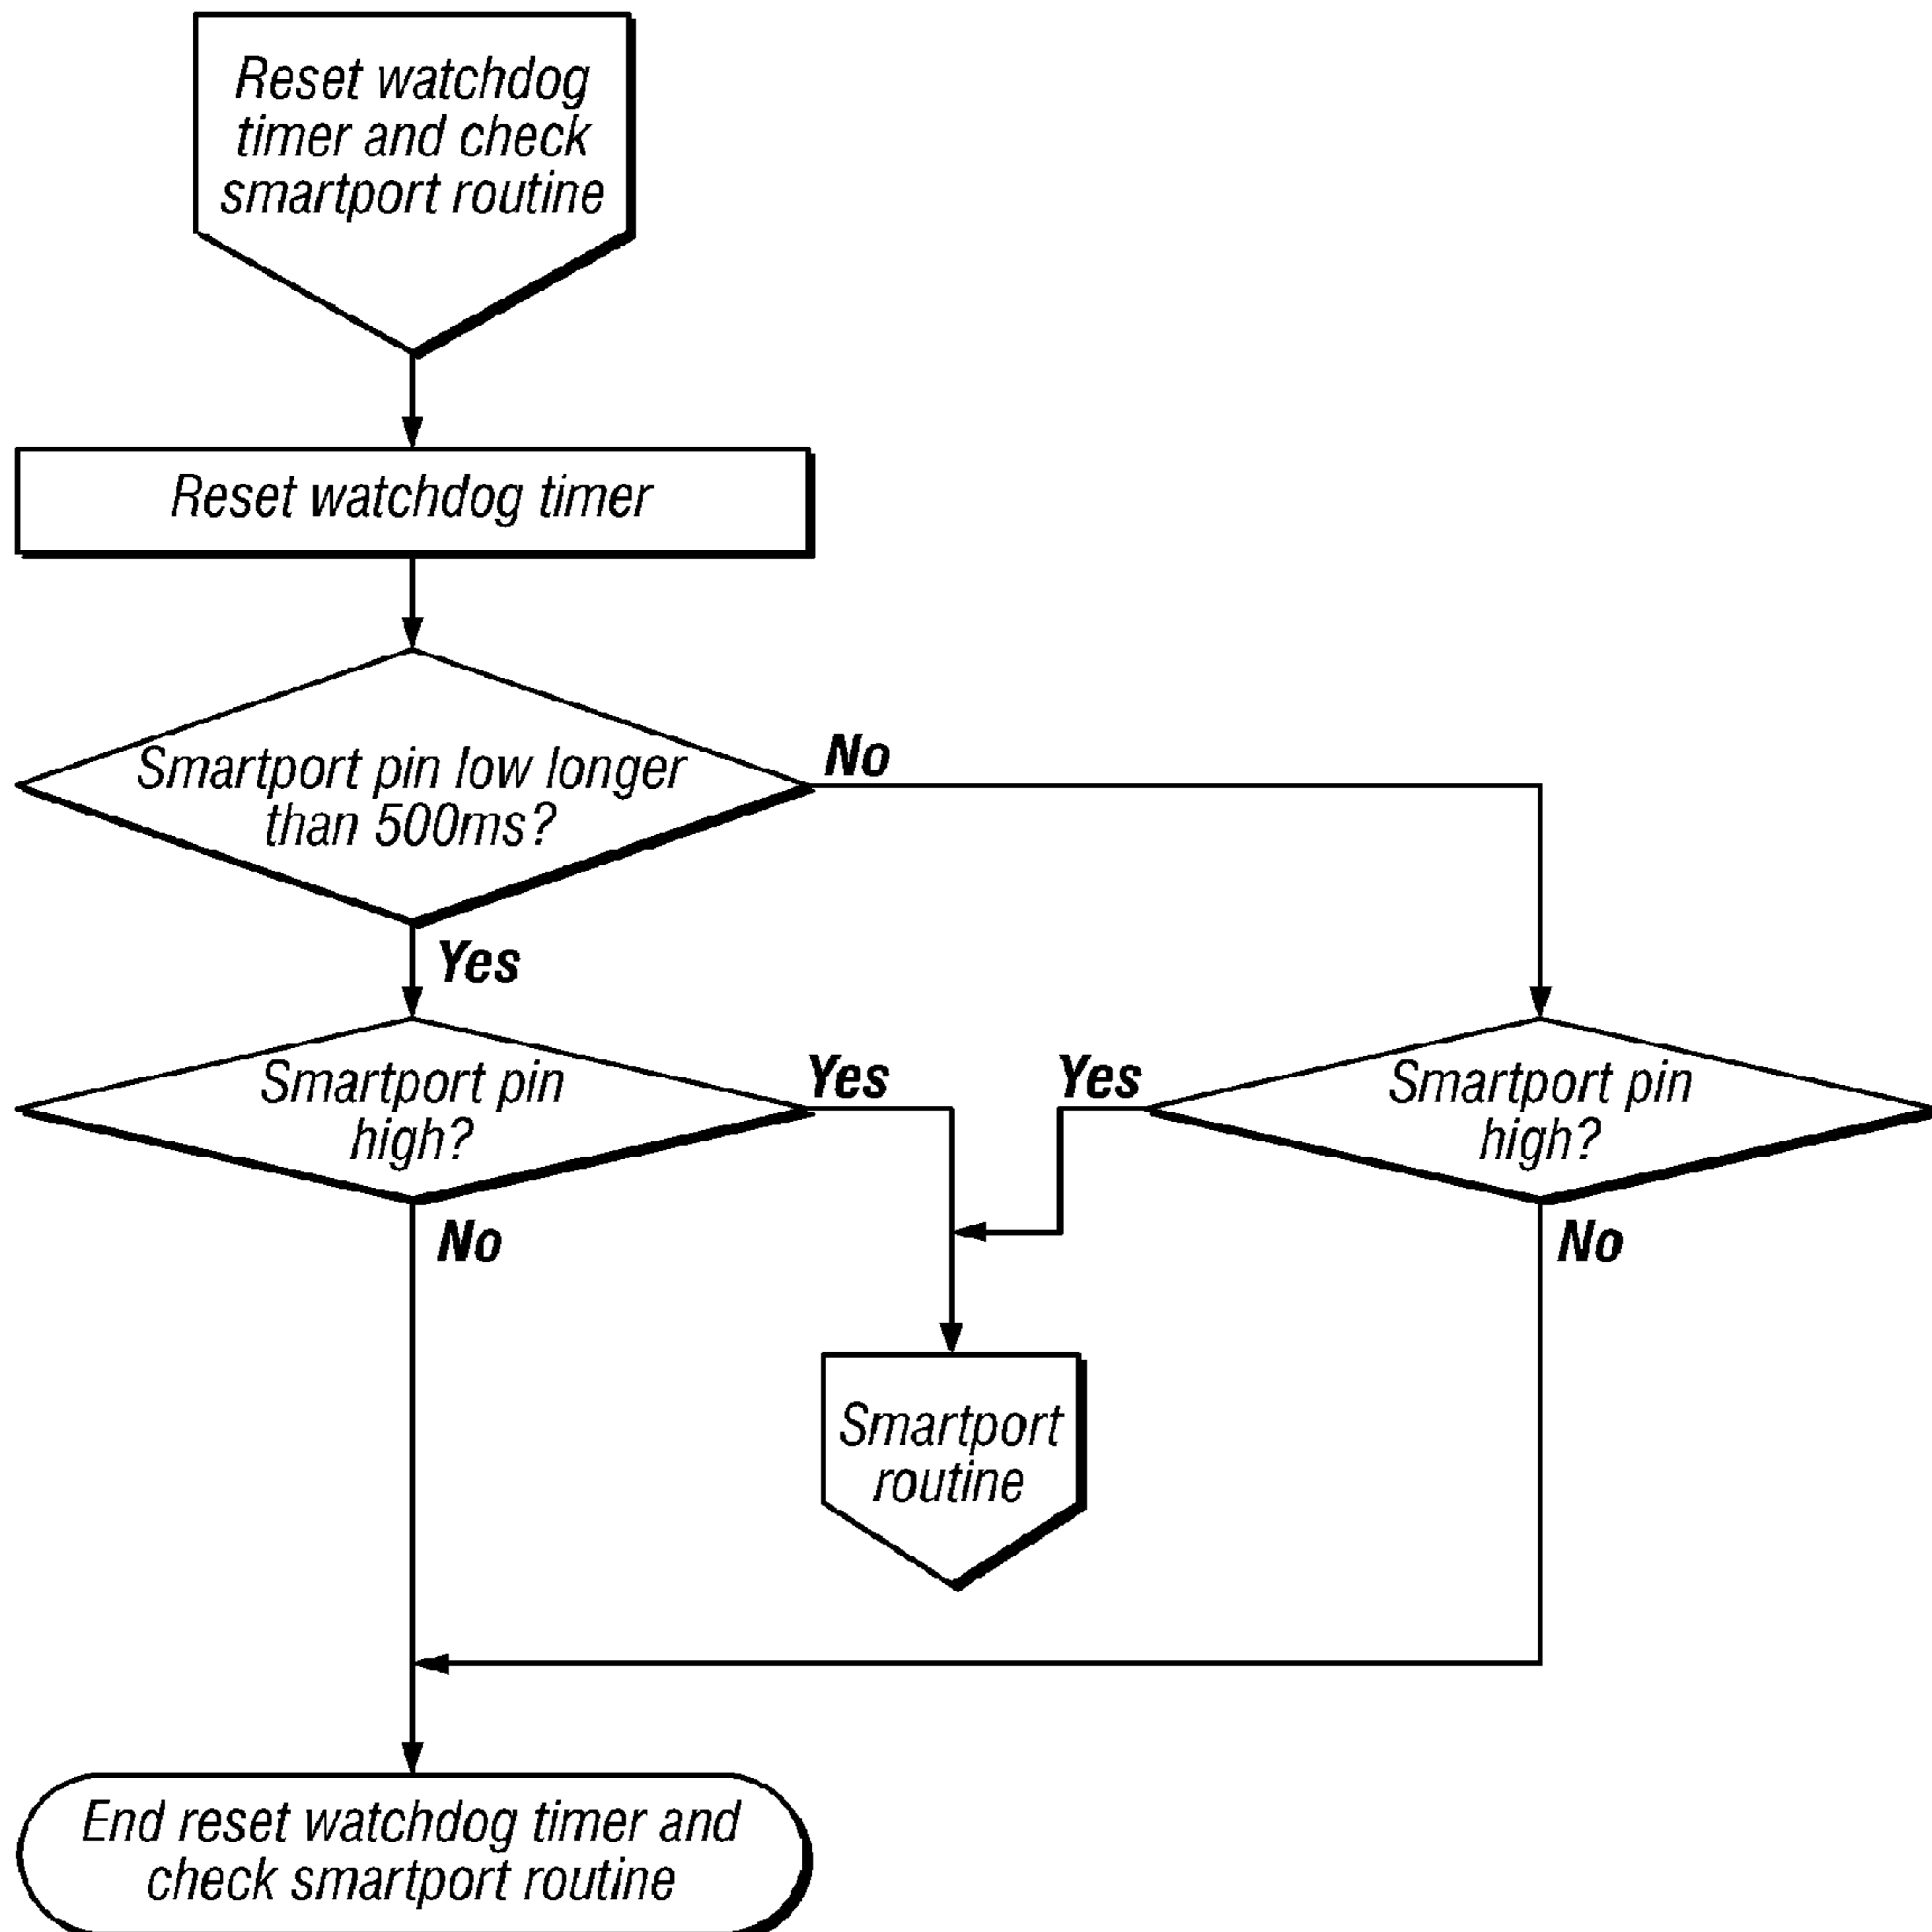 Reset watchdog
timer and check
smartport routine
Reset watchdog timer
Smartport pin low longer
than 500ms?
No
Yes
Smartport pin
high?
Yes
No
Yes
Smartport pin
high?
No
Smartport
routine
End reset watchdog timer and
check smartport routine